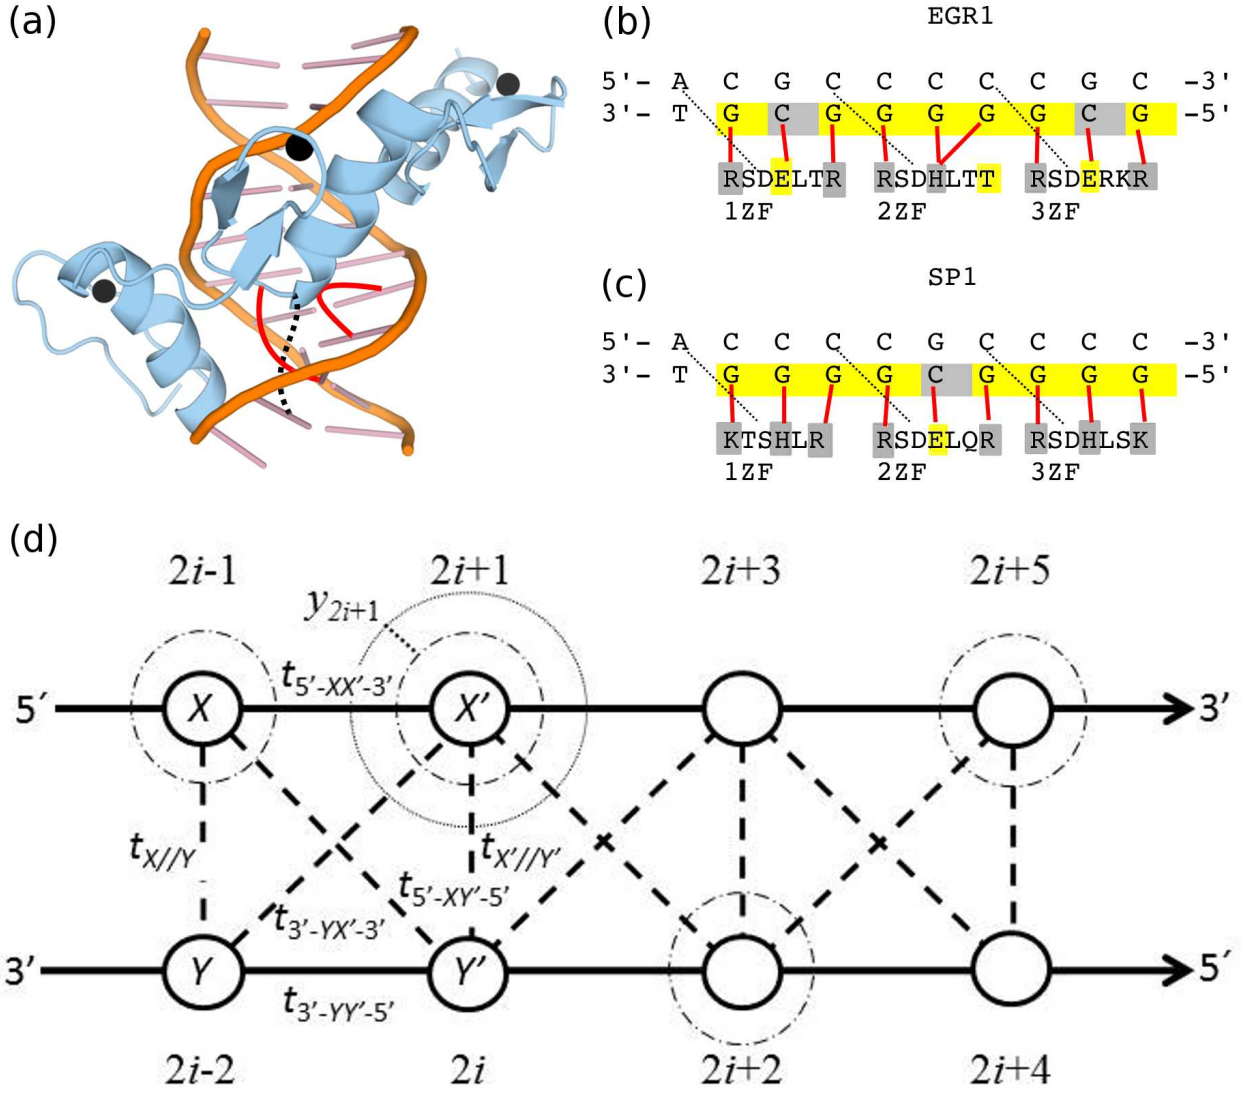 (a)
(b)
EGR1
5'- A C G C C C C C G C -3'
3'- T G C G G G G G C G -5'
RSDELTR RSDHLTT RSDERKR
1ZF 2ZF 3ZF
(c)
SP1
5'- A C C C C G C C C C -3'
3'- T G G G G C G G G G -5'
KTSHLR RSDELQR RSDHLSK
1ZF 2ZF 3ZF
(d)
2i-1 2i+1 2i+3 2i+5
y2i+1
t5′-XX′-3′
5′ X X′ 3′
tX//Y tX′//Y′
t5′-XY′-5′
t3′-YX′-3′
3′ Y Y′ 5′
t3′-YY′-5′
2i-2 2i 2i+2 2i+4